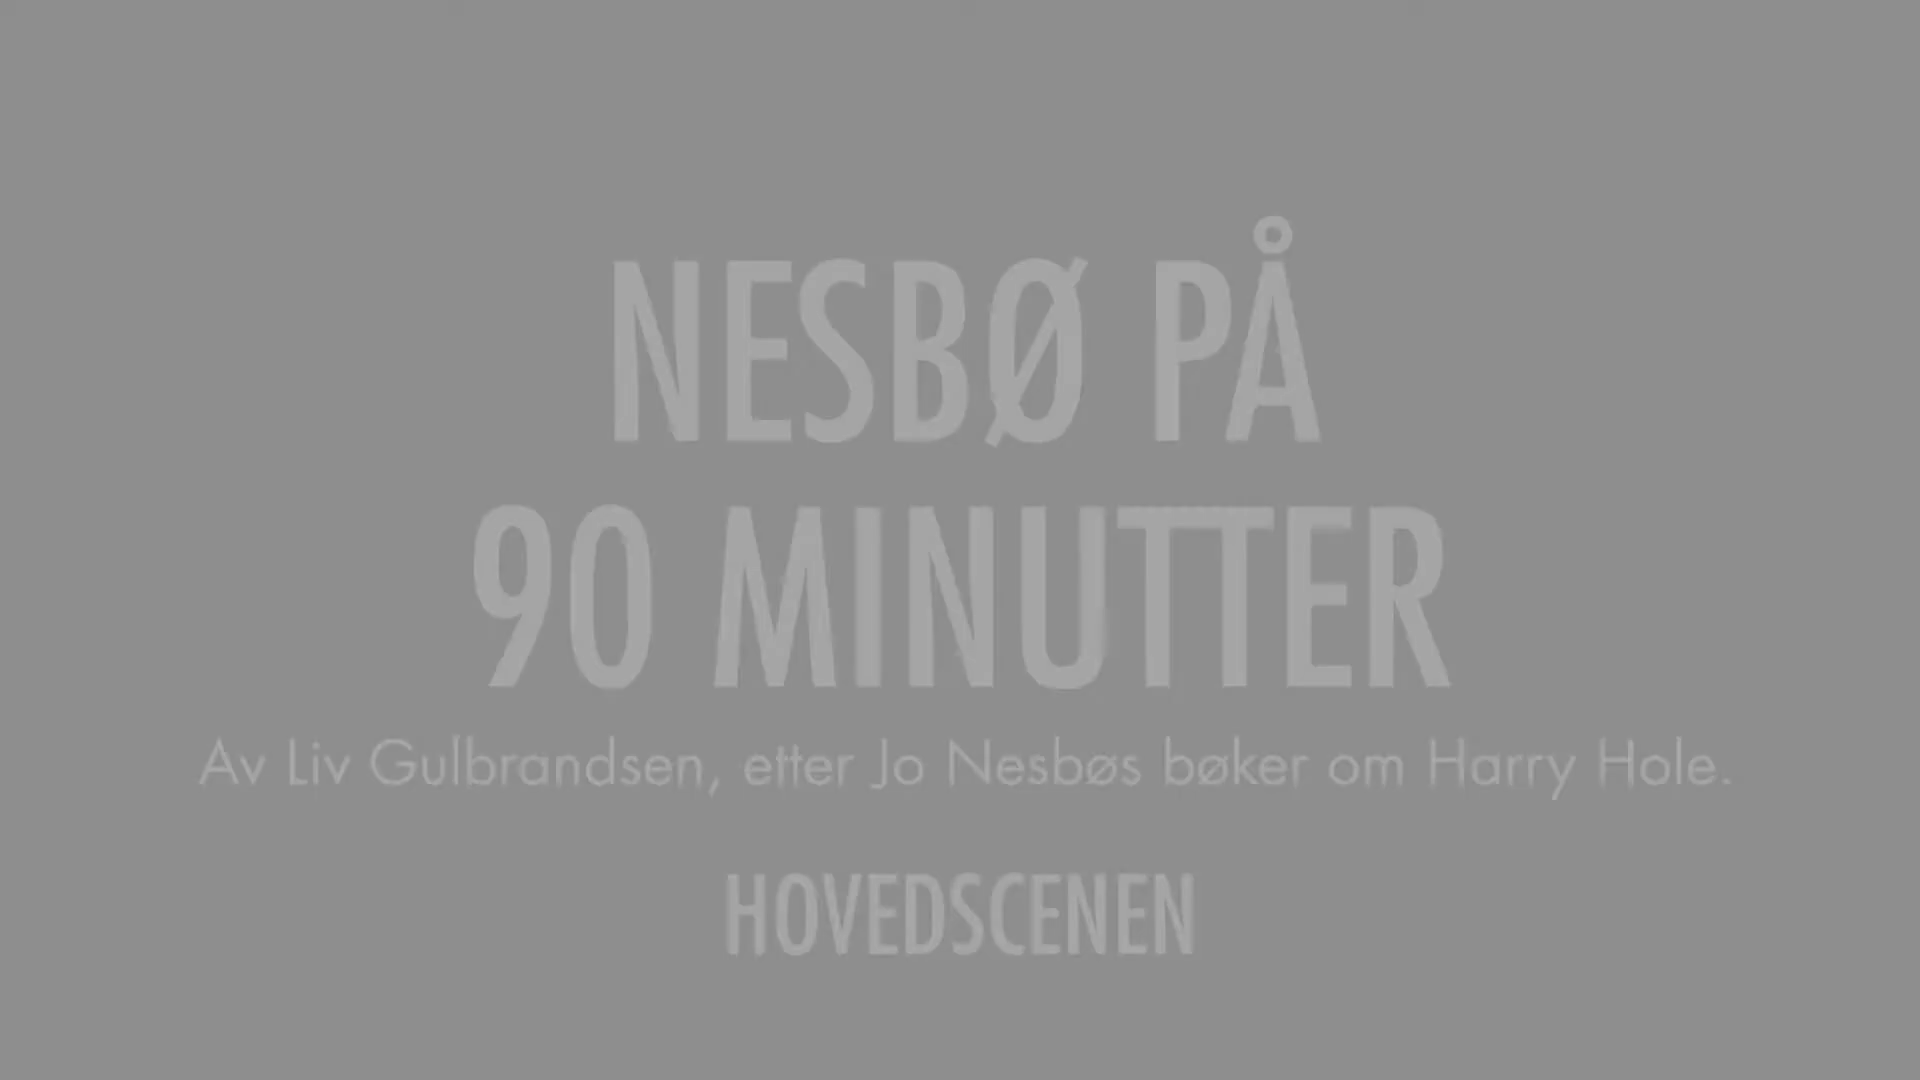 NESBØ PÅ
90 MINUTTER
Av Liv Gulbrandsen, etter Jo Nesbøs bøker om Harry Hole.
HOVEDSCENEN